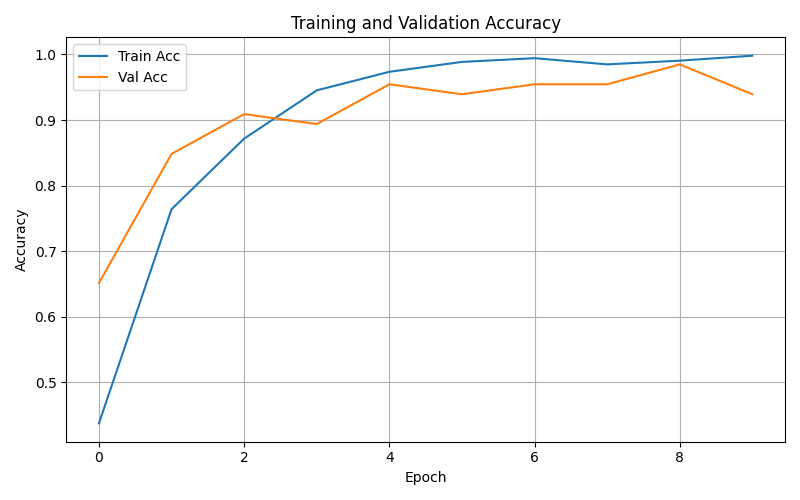 Training and Validation Accuracy
Train Acc
Val Acc
1.0
0.9
0.8
0.7
0.6
0.5
Accuracy
0 2 4 6 8
Epoch